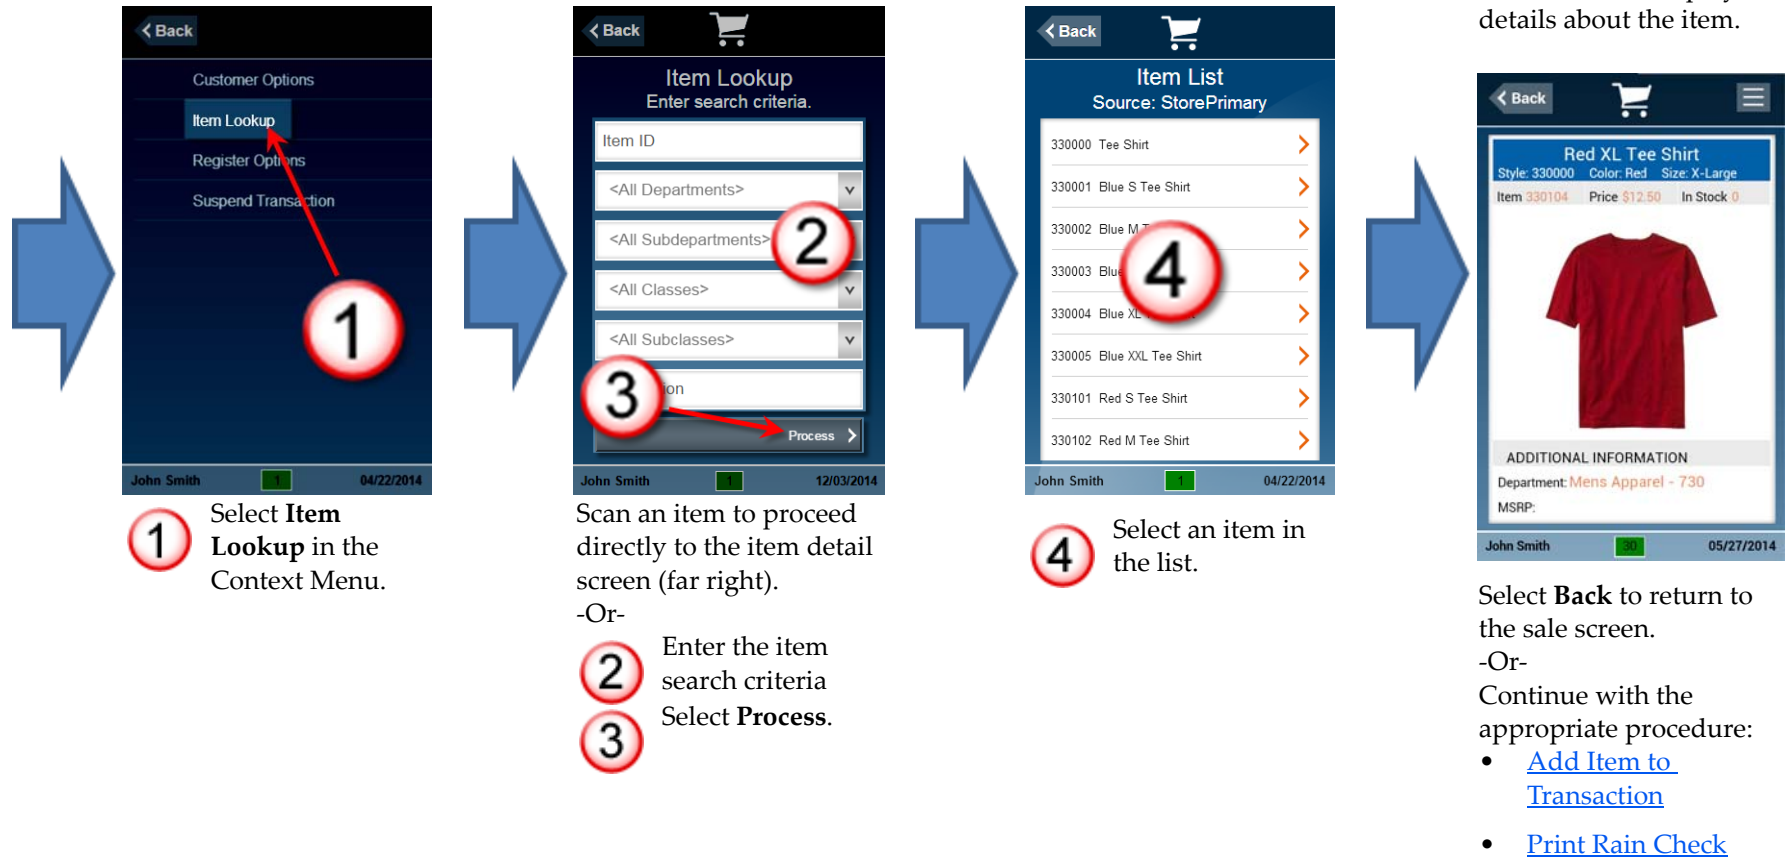 Back
Customer Options
Item Lookup
Register Options
Suspend Transaction
1
John Smith 1 04/22/2014
1
Select Item
Lookup in the
Context Menu.
Back
Item Lookup
Enter search criteria.
Item ID
<All Departments>
<All Subdepartments>
2
<All Classes>
<All Subclasses>
3
Process
John Smith 1 12/03/2014
Scan an item to proceed
directly to the item detail
screen (far right).
-Or-
2
Enter the item
search criteria
3
Select Process.
Back
Item List
Source: StorePrimary
330000 Tee Shirt
330001 Blue S Tee Shirt
330002 Blue M
330003 Blue
4
330004 Blue XL
330005 Blue XXL Tee Shirt
330101 Red S Tee Shirt
330102 Red M Tee Shirt
John Smith 1 04/22/2014
4
Select an item in
the list.
details about the item.
Back
Red XL Tee Shirt
Style: 330000 Color: Red Size: X-Large
Item 330104 Price $12.50 In Stock 0
ADDITIONAL INFORMATION
Department: Mens Apparel - 730
MSRP:
John Smith 30 05/27/2014
Select Back to return to
the sale screen.
-Or-
Continue with the
appropriate procedure:
• Add Item to
Transaction
• Print Rain Check